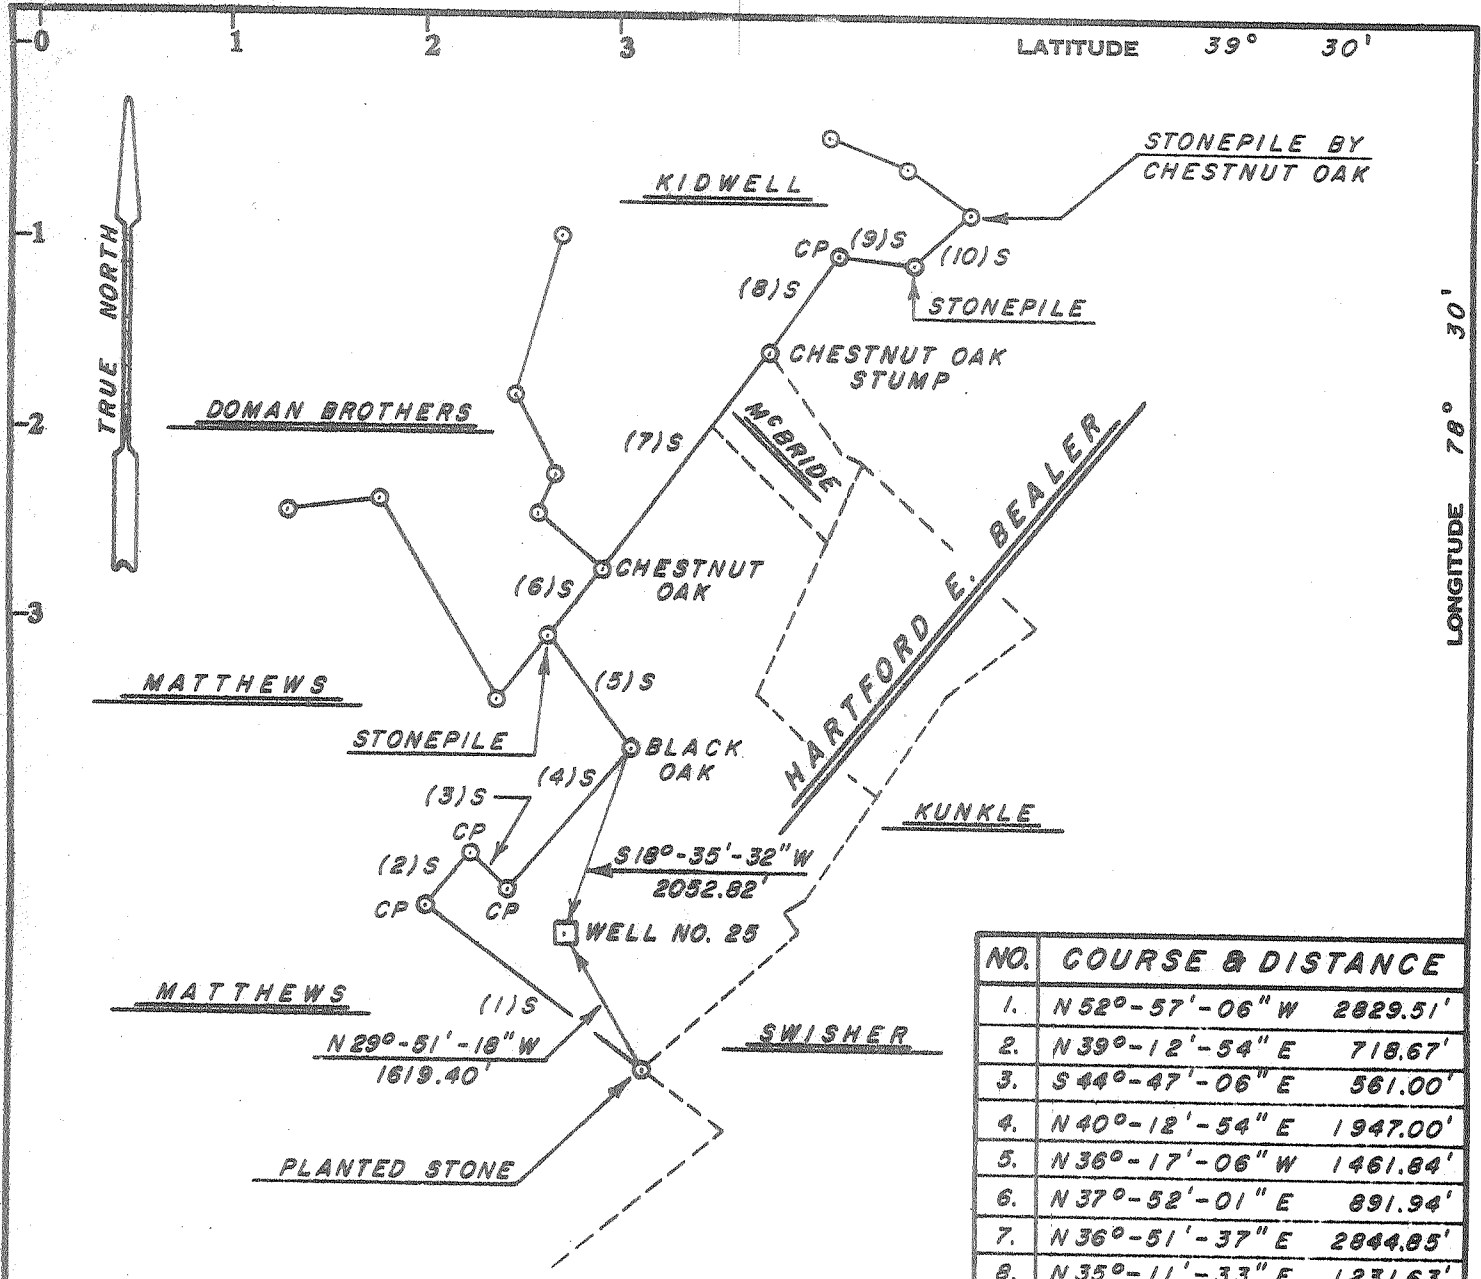 0 1 2 3 LATITUDE 39° 30'
STONEPILE BY
CHESTNUT OAK
KIDWELL
1
CP (9)S (10)S
(8)S
STONEPILE
TRUE NORTH
LONGITUDE 78° 30'
CHESTNUT OAK
STUMP
2
DOMAN BROTHERS
McBRIDE
(7)S
HARTFORD E. BEALER
CHESTNUT
OAK
(6)S
3
MATTHEWS
(5)S
STONEPILE
BLACK
OAK
(4)S
(3)S
KUNKLE
CP
(2)S
S18°-35'-32"W
2052.82'
CP CP
WELL NO. 25
MATTHEWS
(1)S
N29°-51'-18"W
1619.40'
SWISHER
PLANTED STONE
NO. COURSE & DISTANCE
1. N52°-57'-06"W 2829.51'
2. N39°-12'-54"E 718.67'
3. S44°-47'-06"E 561.00'
4. N40°-12'-54"E 1947.00'
5. N36°-17'-06"W 1461.84'
6. N37°-52'-01"E 891.94'
7. N36°-51'-37"E 2844.85'
8. N35°-11'-33"E 1231.63'